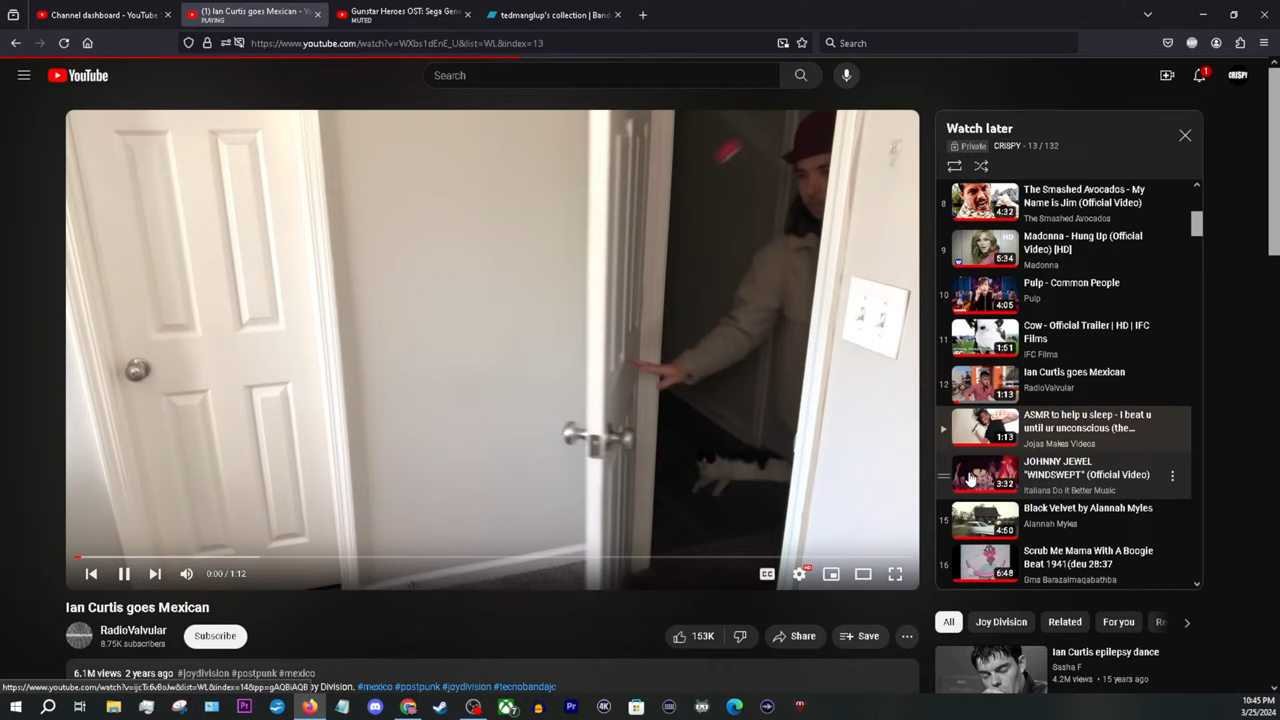 Channel dashboard - YouTube
(1) Ian Curtis goes Mexican - Y
PLAYING
Gunstar Heroes OST: Sega Gen
MUTED
tedmanglup's collection | Band
https://www.youtube.com/watch?v=WXbs1dEnE_U&list=WL&index=13
Search
YouTube
Search
1
CRISPY
Watch later
Private CRISPY - 13 / 132
8
The Smashed Avocados - My
Name is Jim (Official Video)
The Smashed Avocados
4:32
9
Madonna - Hung Up (Official
Video) [HD]
Madonna
HD
5:34
10
Pulp - Common People
Pulp
4:05
11
Cow - Official Trailer | HD | IFC
Films
IFC Films
1:51
12
Ian Curtis goes Mexican
RadioValvular
1:13
ASMR to help u sleep - I beat u
until ur unconscious (the...
Jojas Makes Videos
1:13
JOHNNY JEWEL
"WINDSWEPT" (Official Video)
Italians Do It Better Music
3:32
15
Black Velvet by Alannah Myles
Alannah Myles
4:50
16
Scrub Me Mama With A Boogie
Beat 1941(deu 28:37
Gma Barazalmaqabathba
6:48
0:00 / 1:12
CC
HD
Ian Curtis goes Mexican
RadioValvular
8.75K subscribers
Subscribe
153K
Share
Save
All
Joy Division
Related
For you
Re
Ian Curtis epilepsy dance
Sasha F
4.2M views • 15 years ago
6.1M views 2 years ago #joydivision #postpunk #mexico
by Division. #mexico #postpunk #joydivision #tecnobandajc
10:45 PM
3/25/2024